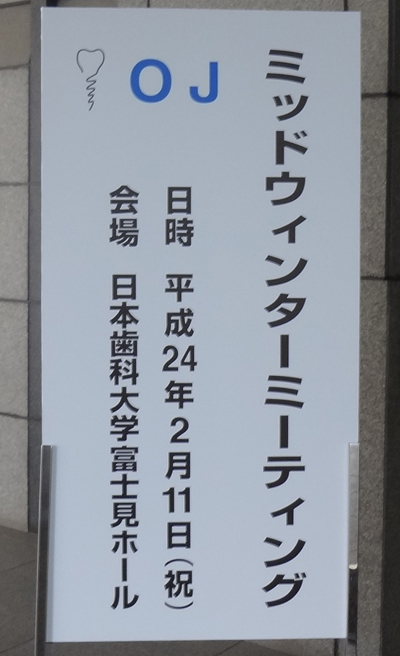 OJ
ミッドウィンターミーティング
日時 平成24年2月11日(祝)
会場 日本歯科大学富士見ホール